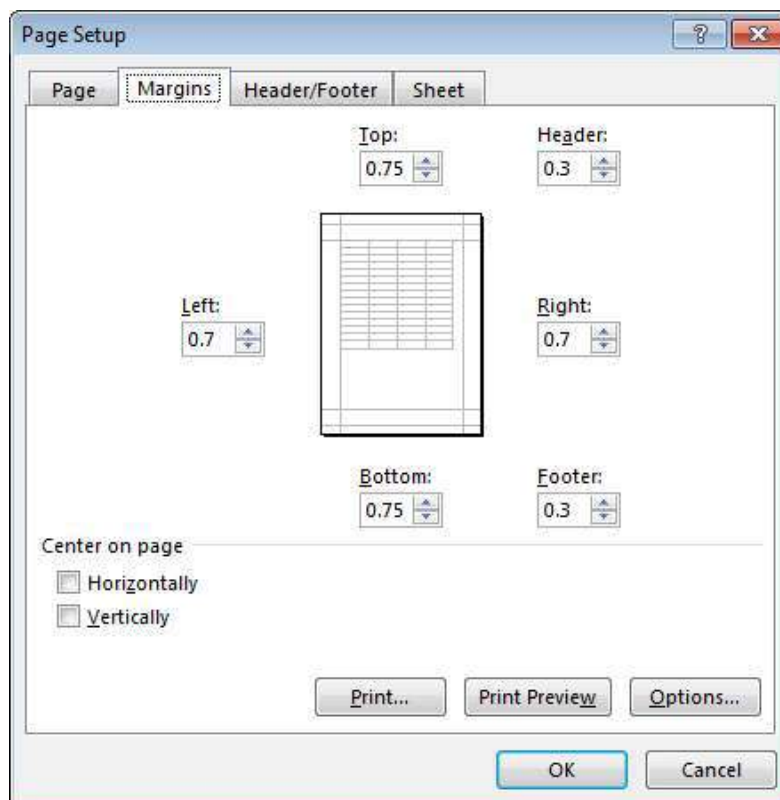 Page Setup
Page Margins Header/Footer Sheet
Top: Header:
0.75 0.3
Left: Right:
0.7 0.7
Bottom: Footer:
0.75 0.3
Center on page
Horizontally
Vertically
Print... Print Preview Options...
OK Cancel